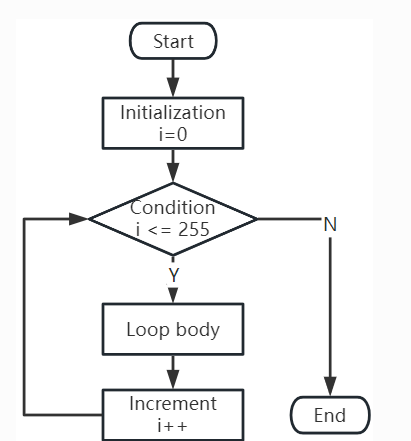 Start
Initialization
i=0
Condition
i <= 255
N
Y
Loop body
Increment
i++
End